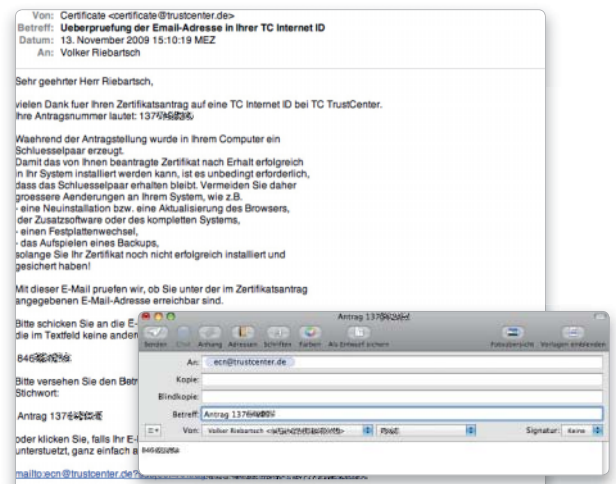 Von: Certificate <certificate@trustcenter.de>
Betreff: Ueberpruefung der Email-Adresse in Ihrer TC Internet ID
Datum: 13. November 2009 15:10:19 MEZ
An: Volker Riebartsch
Sehr geehrter Herr Riebartsch,
vielen Dank fuer Ihren Zertifikatsantrag auf eine TC Internet ID bei TC TrustCenter.
Ihre Antragsnummer lautet: 137
Waehrend der Antragstellung wurde in Ihrem Computer ein
Schluesselpaar erzeugt.
Damit das von Ihnen beantragte Zertifikat nach Erhalt erfolgreich
in Ihr System installiert werden kann, ist es unbedingt erforderlich,
dass das Schluesselpaar erhalten bleibt. Vermeiden Sie daher
groessere Aenderungen an Ihrem System, wie z.B.
- eine Neuinstallation bzw. eine Aktualisierung des Browsers,
der Zusatzsoftware oder des kompletten Systems,
- einen Festplattenwechsel,
- das Aufspielen eines Backups,
solange Sie Ihr Zertifikat noch nicht erfolgreich installiert und
gesichert haben!
Mit dieser E-Mail pruefen wir, ob Sie unter der im Zertifikatsantrag
angegebenen E-Mail-Adresse erreichbar sind.
Bitte schicken Sie an die E-
die im Textfeld keine ander
846
Bitte versehen Sie den Betr
Stichwort:
Antrag 137
oder klicken Sie, falls Ihr E-
unterstuetzt, ganz einfach a
mailto:ecn@trustcenter.de?
Antrag 137
Senden Chat Anhang Adressen Schriften Farben Als Entwurf sichern Fotoübersicht Vorlagen einblenden
An: ecn@trustcenter.de
Kopie:
Blindkopie:
Betreff: Antrag 137
Von: Volker Riebartsch Signatur: Keine
846